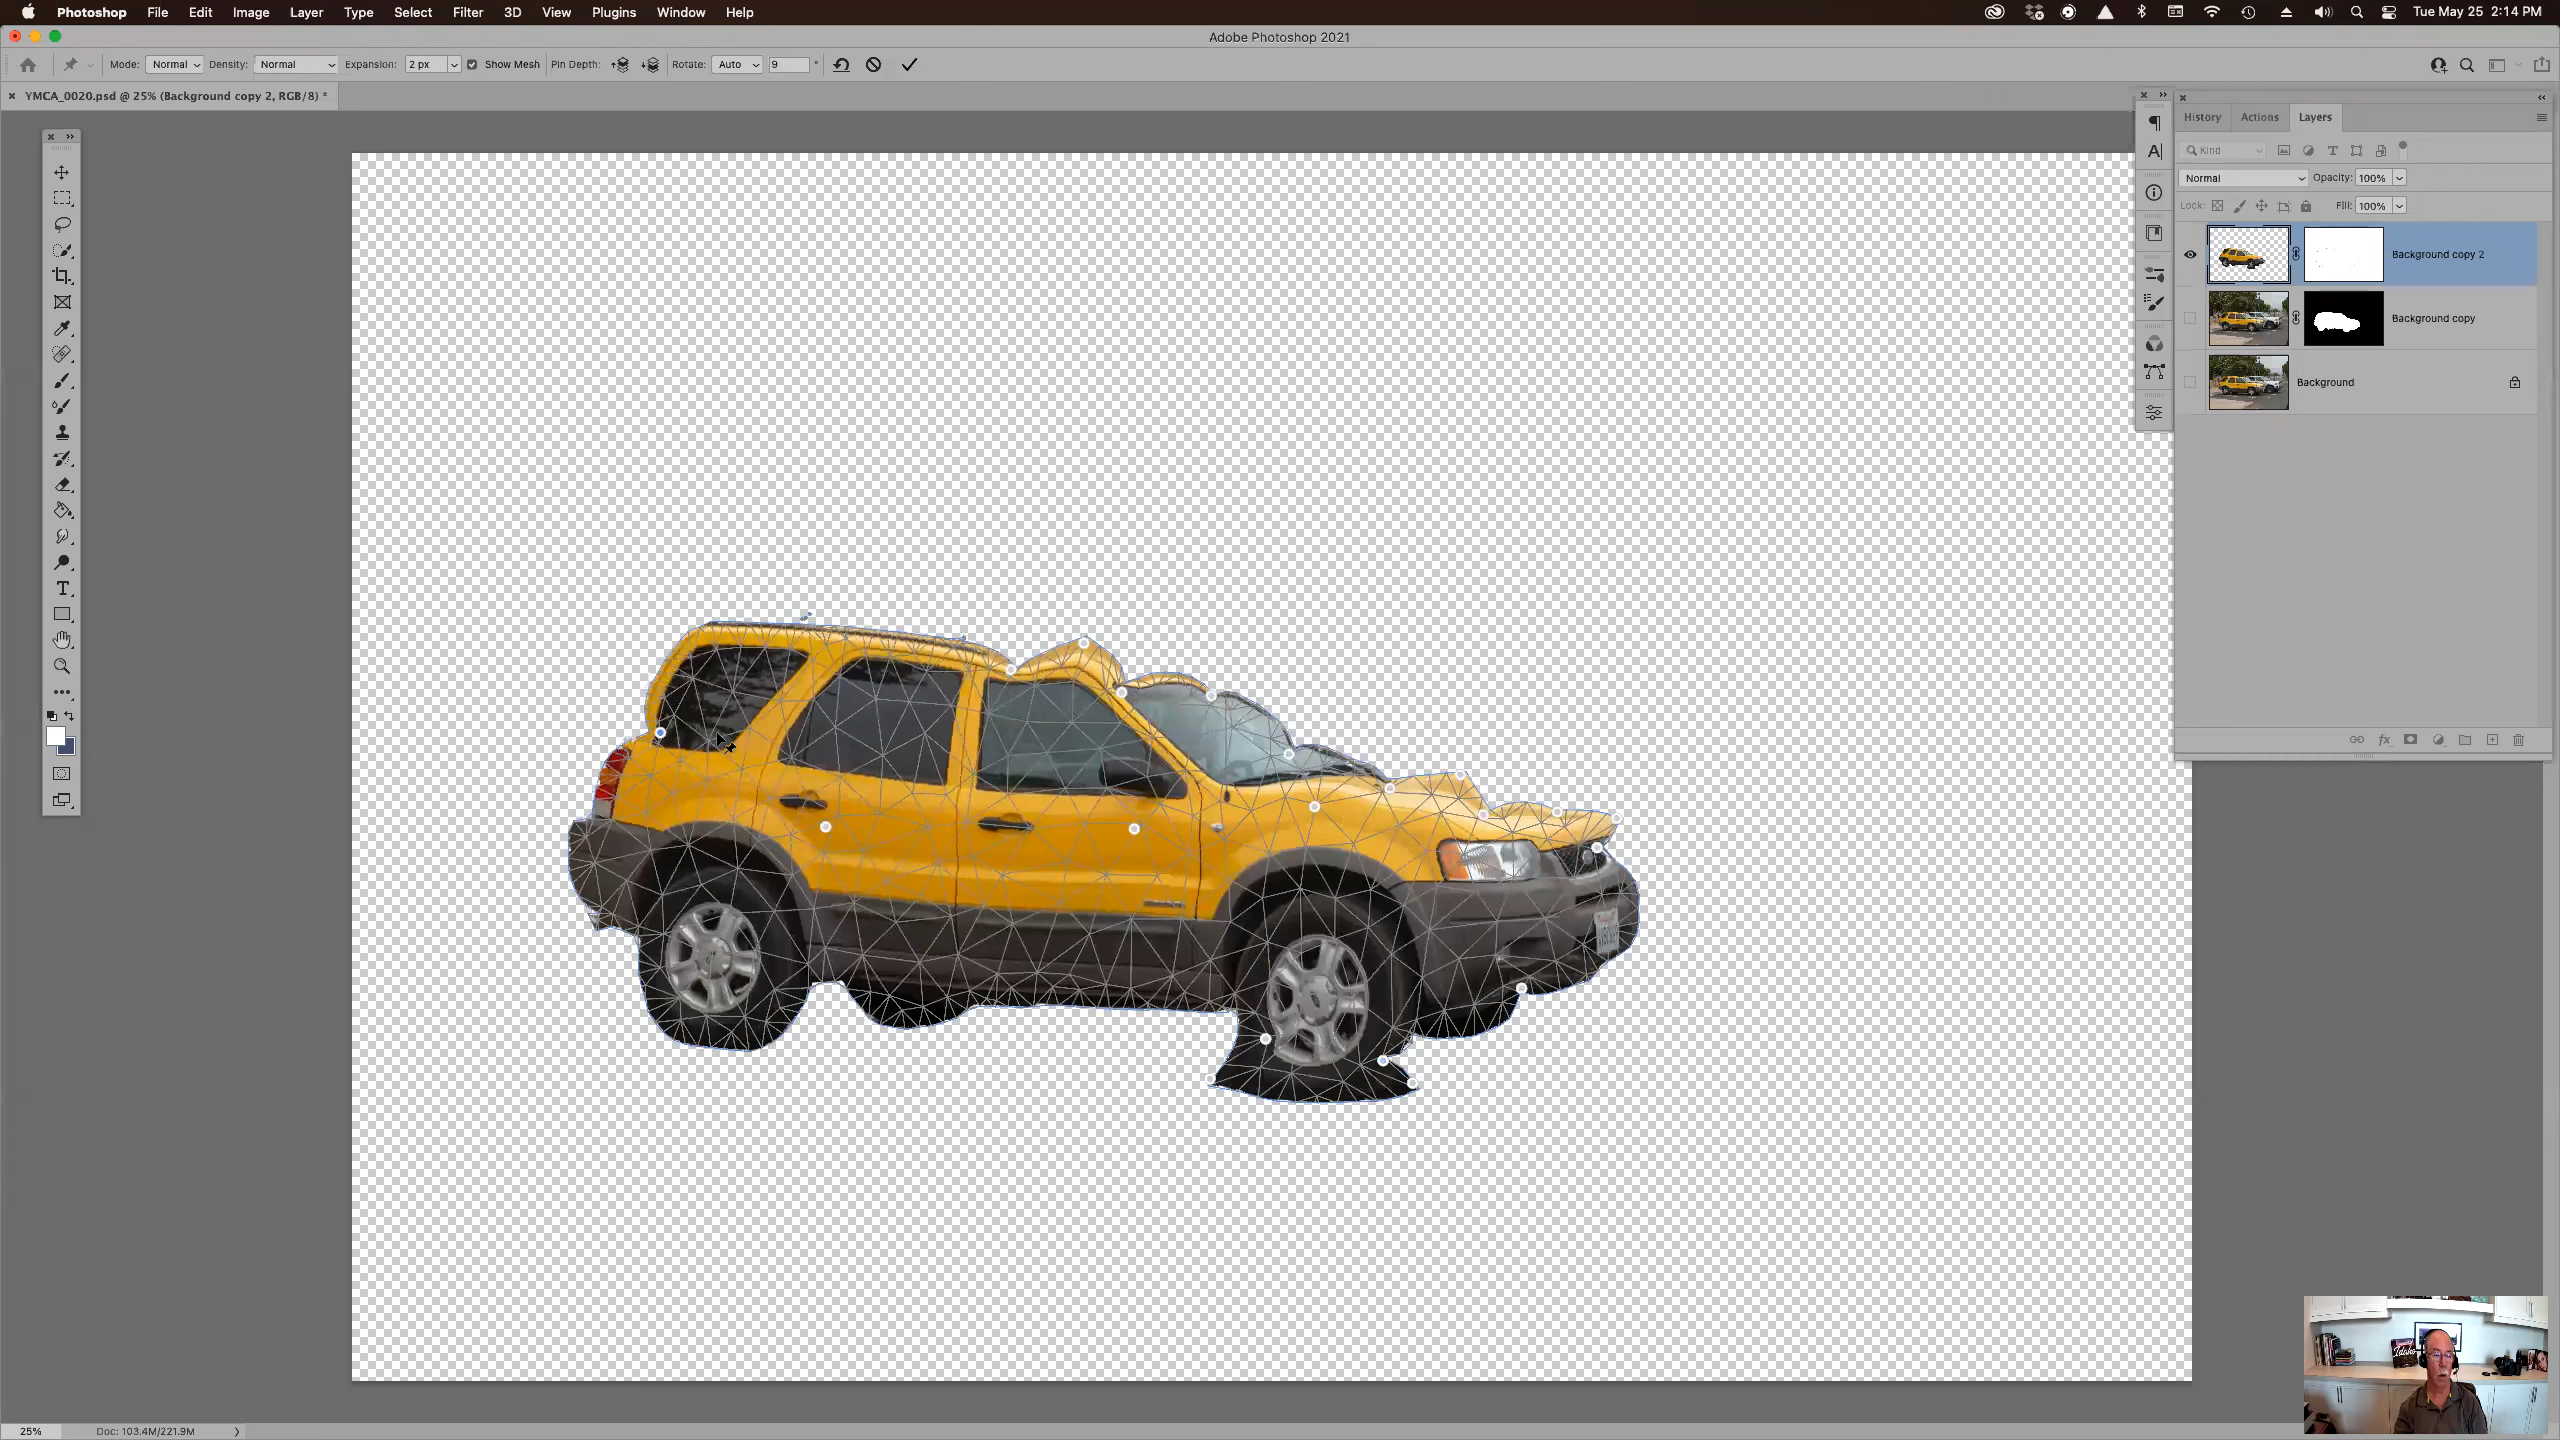 Photoshop File Edit Image Layer Type Select Filter 3D View Plugins Window Help Tue May 25 2:14 PM
Adobe Photoshop 2021
Mode: Normal Density: Normal Expansion: 2 px Show Mesh Pin Depth: Rotate: Auto 9 °
YMCA_0020.psd @ 25% (Background copy 2, RGB/8) *
History Actions Layers
Kind
Normal Opacity: 100%
Lock: Fill: 100%
Background copy 2
Background copy
Background
Idaho
25% Doc: 103.4M/221.9M